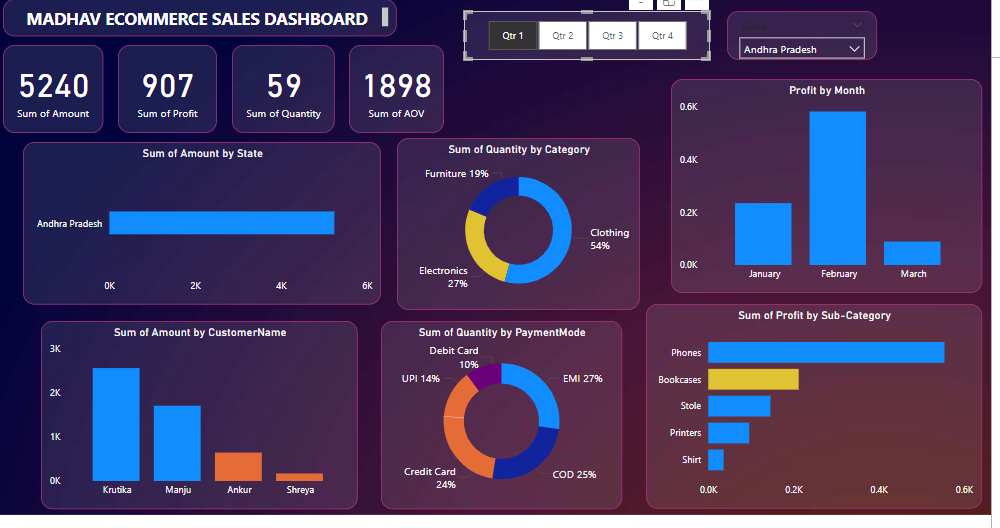 MADHAV ECOMMERCE SALES DASHBOARD
Qtr 1
Qtr 2
Qtr 3
Qtr 4
State
Andhra Pradesh
5240
Sum of Amount
907
Sum of Profit
59
Sum of Quantity
1898
Sum of AOV
Sum of Amount by State
Andhra Pradesh
0K
2K
4K
6K
Sum of Quantity by Category
Furniture 19%
Clothing
54%
Electronics
27%
Profit by Month
0.6K
0.4K
0.2K
0.0K
January
February
March
Sum of Amount by CustomerName
3K
2K
1K
0K
Krutika
Manju
Ankur
Shreya
Sum of Quantity by PaymentMode
Debit Card
10%
UPI 14%
EMI 27%
Credit Card
24%
COD 25%
Sum of Profit by Sub-Category
Phones
Bookcases
Stole
Printers
Shirt
0.0K
0.2K
0.4K
0.6K